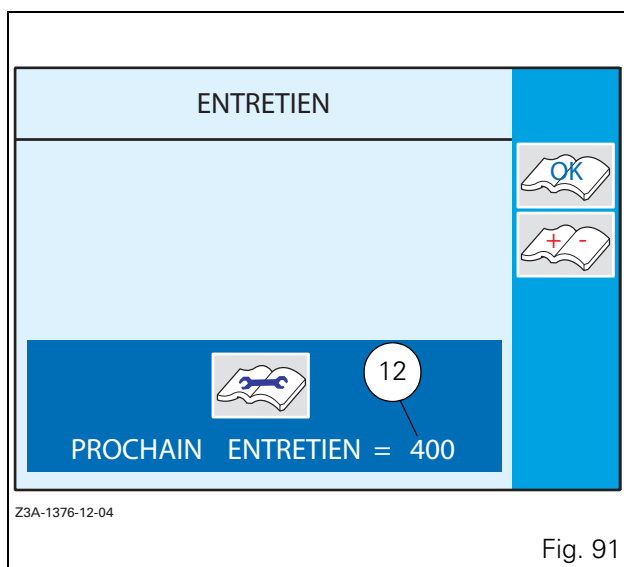 ENTRETIEN
OK
+ -
12
PROCHAIN ENTRETIEN = 400
Z3A-1376-12-04
Fig. 91